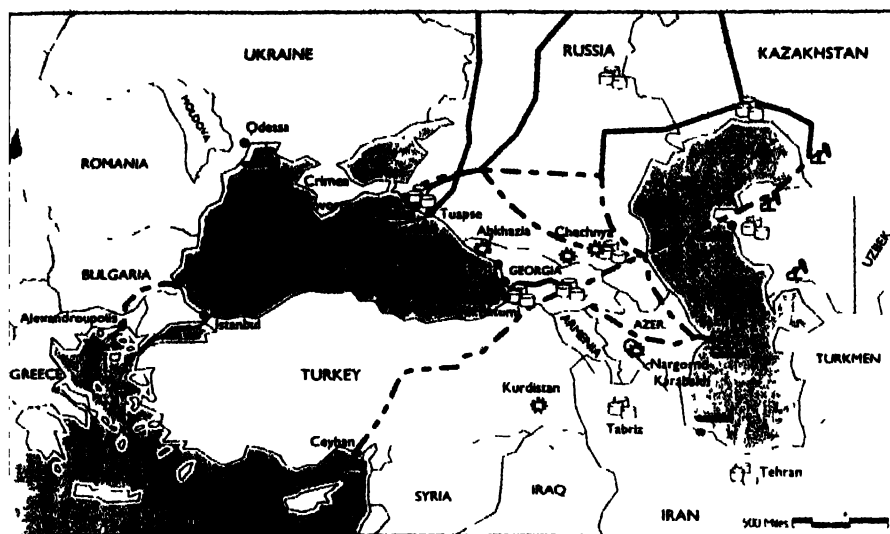 UKRAINE
RUSSIA
KAZAKHSTAN
MOLDOVA
Odessa
ROMANIA
Crimea
Tuapse
Abkhazia
Chechnya
UZBEK
BULGARIA
GEORGIA
Alexandroupolis
Istanbul
ARMENIA
AZER
GREECE
TURKEY
Nargorno
Karabakh
TURKMEN
Kurdistan
Tabriz
Ceyhan
Tehran
SYRIA
IRAQ
IRAN
500 Miles